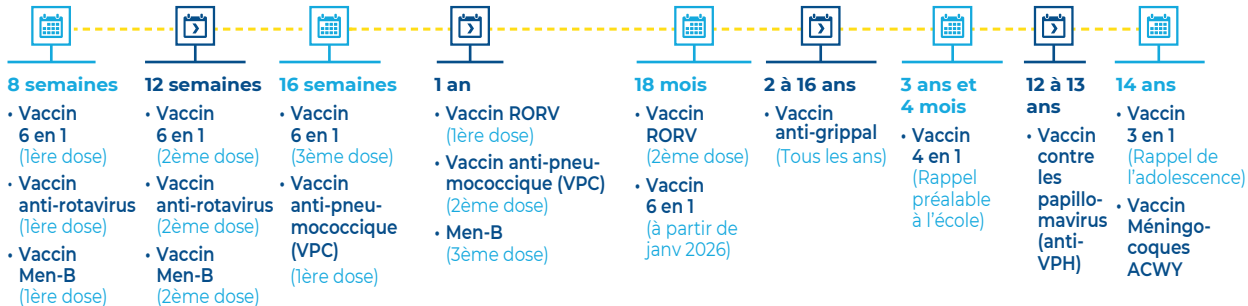 8 semaines
• Vaccin
6 en 1
(1ère dose)
• Vaccin
anti-rotavirus
(1ère dose)
• Vaccin
Men-B
(1ère dose)
12 semaines
• Vaccin
6 en 1
(2ème dose)
• Vaccin
anti-rotavirus
(2ème dose)
• Vaccin
Men-B
(2ème dose)
16 semaines
• Vaccin
6 en 1
(3ème dose)
• Vaccin
anti-pneu-
mococcique
(VPC)
(1ère dose)
1 an
• Vaccin RORV
(1ère dose)
• Vaccin anti-pneu-
mococcique (VPC)
(2ème dose)
• Men-B
(3ème dose)
18 mois
• Vaccin
RORV
(2ème dose)
• Vaccin
6 en 1
(à partir de
janv 2026)
2 à 16 ans
• Vaccin
anti-grippal
(Tous les ans)
3 ans et
4 mois
• Vaccin
4 en 1
(Rappel
préalable
à l’école)
12 à 13
ans
• Vaccin
contre
les
papillo-
mavirus
(anti-
VPH)
14 ans
• Vaccin
3 en 1
(Rappel de
l’adolescence)
• Vaccin
Méningo-
coques
ACWY